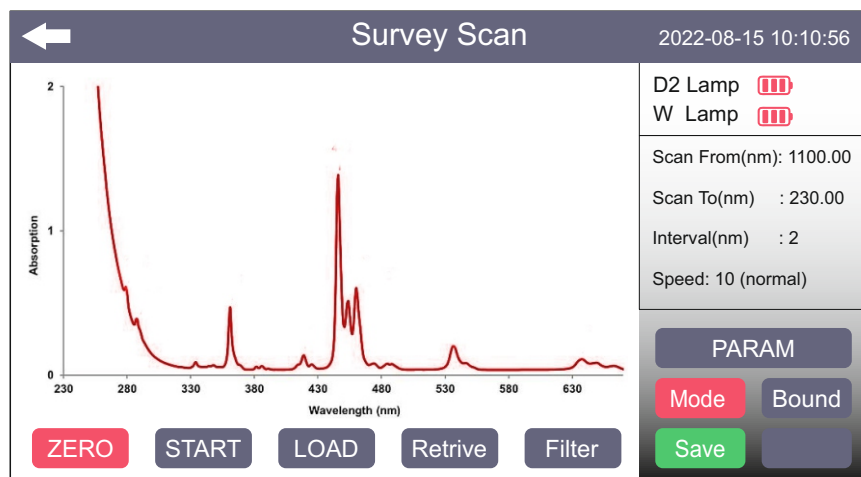 Survey Scan
2022-08-15 10:10:56
D2 Lamp
W Lamp
Scan From(nm): 1100.00
Scan To(nm) : 230.00
Interval(nm) : 2
Speed: 10 (normal)
2
1
0
Absorption
230 280 330 380 430 480 530 580 630
Wavelength (nm)
PARAM
Mode Bound
Save
ZERO START LOAD Retrive Filter